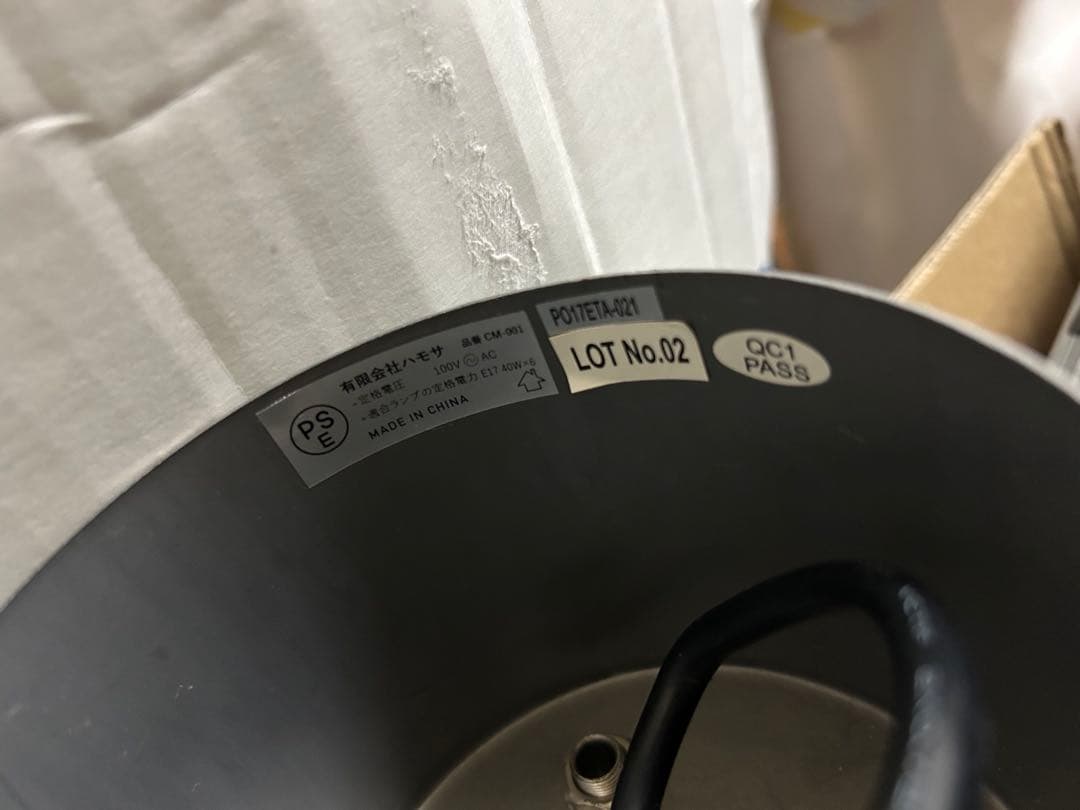 有限会社ハモサ 品番 CM-001
•定格電圧 100V AC
•適合ランプの定格電力 E17 40W×6
PSE
MADE IN CHINA
PO17ETA-021
LOT No.02
QC1
PASS